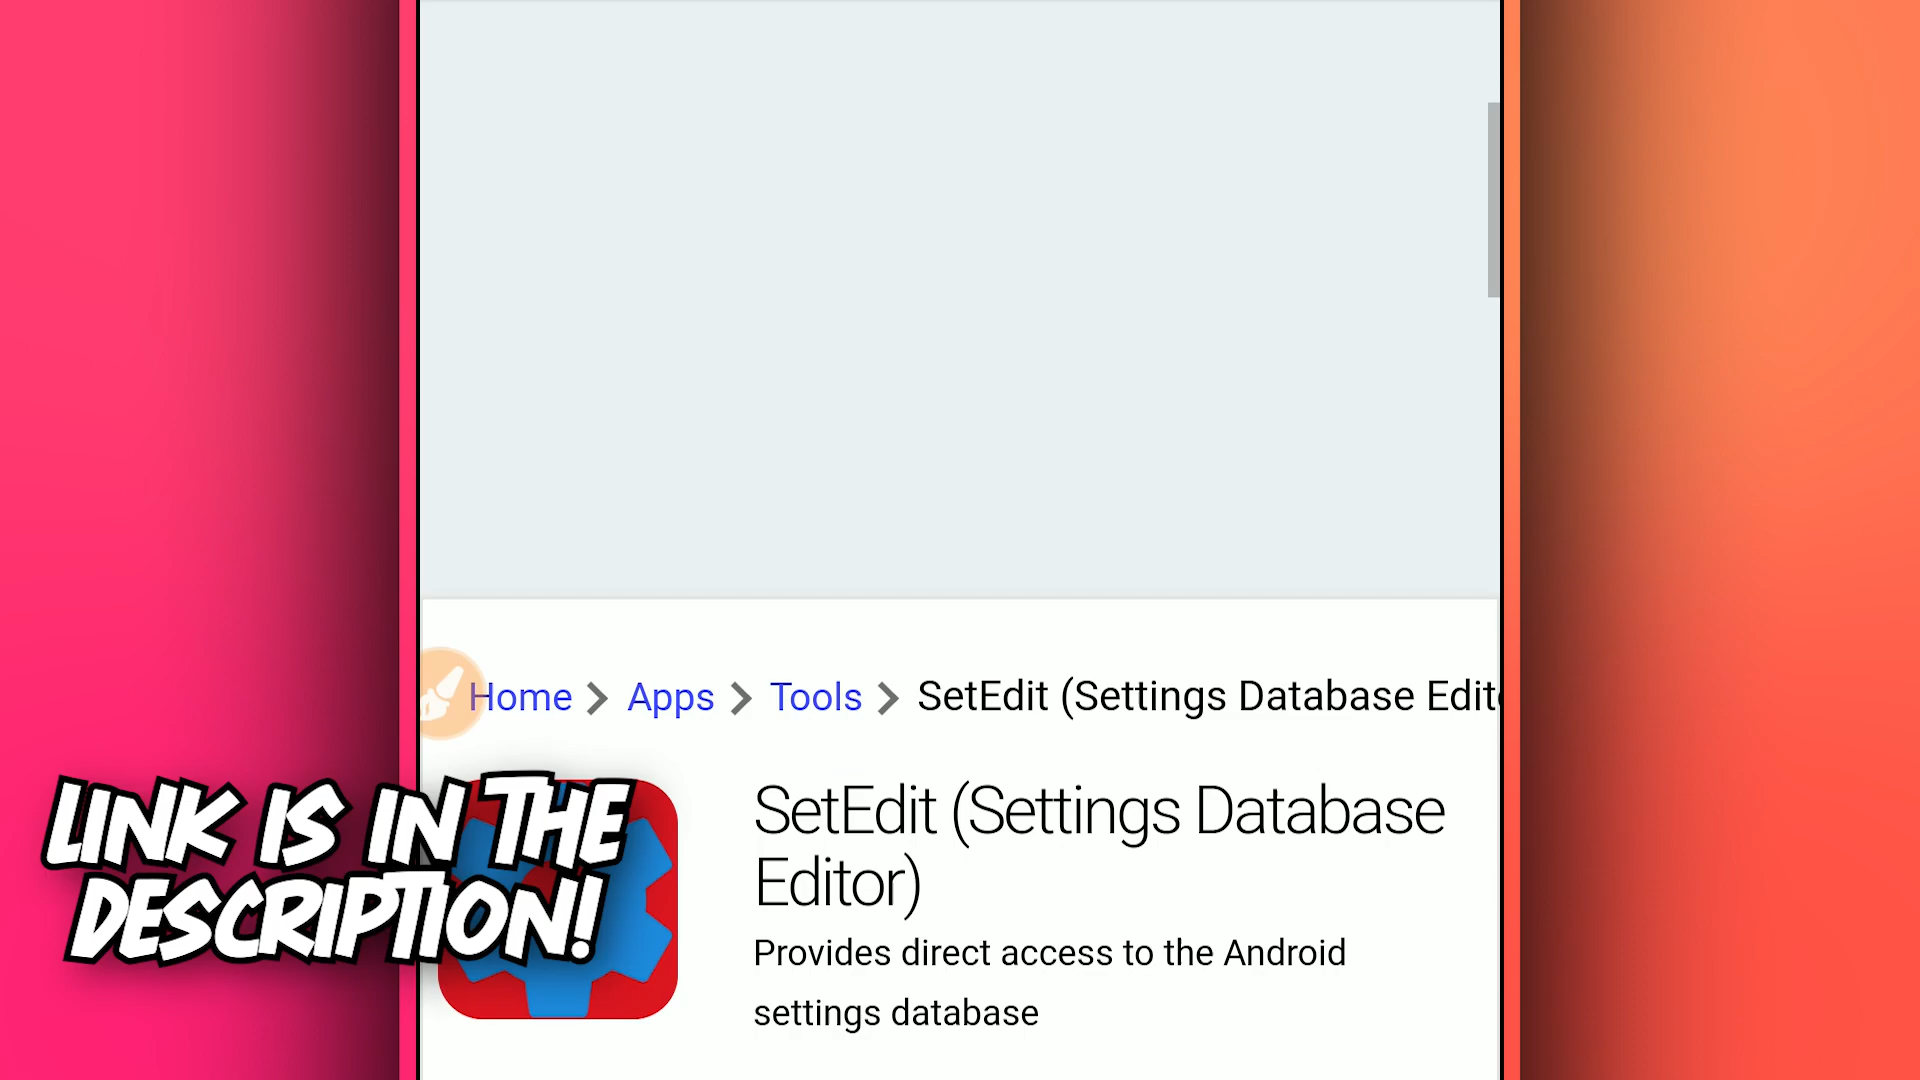 Home > Apps > Tools > SetEdit (Settings Database Edit
SetEdit (Settings Database
Editor)
Provides direct access to the Android
settings database
LINK IS IN THE
DESCRIPTION!